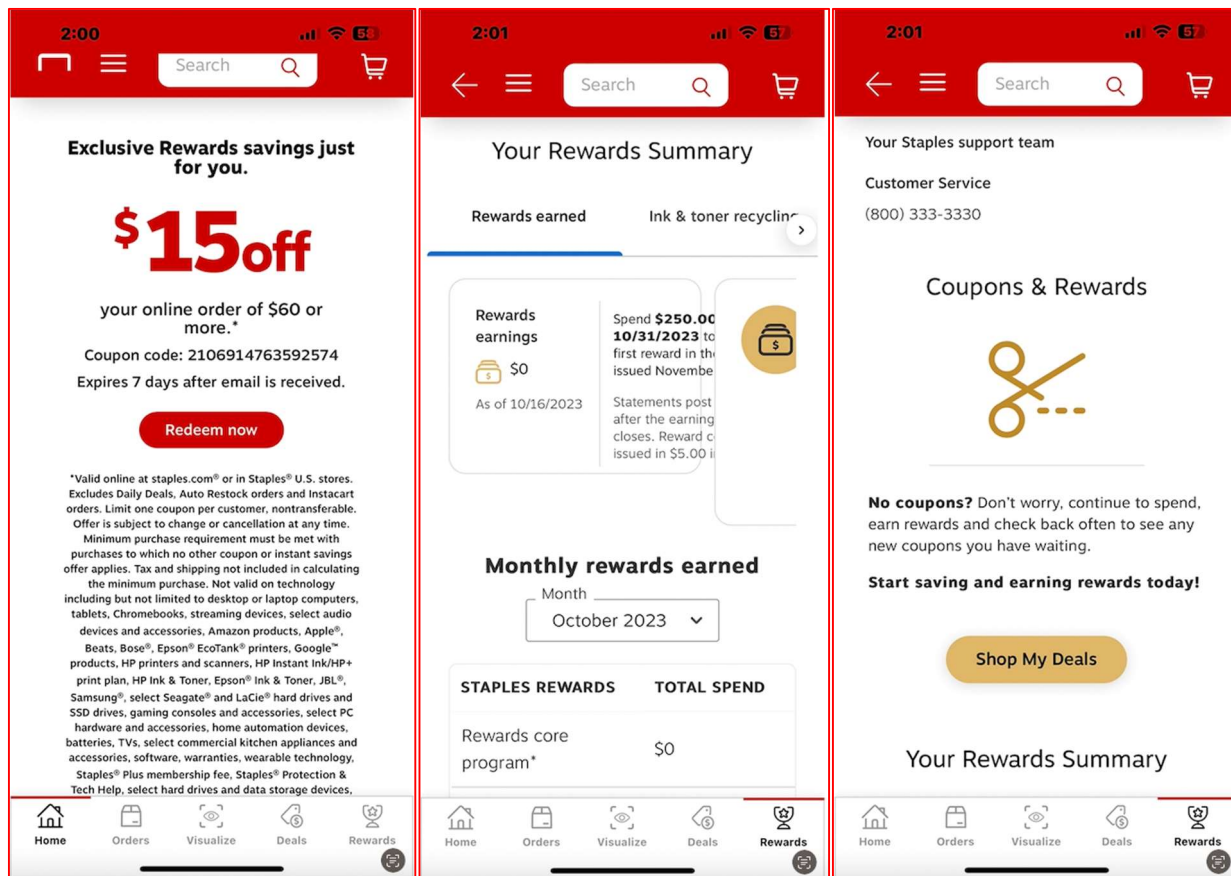 2:00
58
Search
Exclusive Rewards savings just
for you.
$15off
your online order of $60 or
more.*
Coupon code: 2106914763592574
Expires 7 days after email is received.
Redeem now
*Valid online at staples.com® or in Staples® U.S. stores.
Excludes Daily Deals, Auto Restock orders and Instacart
orders. Limit one coupon per customer, nontransferable.
Offer is subject to change or cancellation at any time.
Minimum purchase requirement must be met with
purchases to which no other coupon or instant savings
offer applies. Tax and shipping not included in calculating
the minimum purchase. Not valid on technology
including but not limited to desktop or laptop computers,
tablets, Chromebooks, streaming devices, select audio
devices and accessories, Amazon products, Apple®,
Beats, Bose®, Epson® EcoTank® printers, Google™
products, HP printers and scanners, HP Instant Ink/HP+
print plan, HP Ink & Toner, Epson® Ink & Toner, JBL®,
Samsung®, select Seagate® and LaCie® hard drives and
SSD drives, gaming consoles and accessories, select PC
hardware and accessories, home automation devices,
batteries, TVs, select commercial kitchen appliances and
accessories, software, warranties, wearable technology,
Staples® Plus membership fee, Staples® Protection &
Tech Help, select hard drives and data storage devices,
Home Orders Visualize Deals Rewards
2:01
57
Search
Your Rewards Summary
Rewards earned
Ink & toner recycling
Rewards
earnings
$0
As of 10/16/2023
Spend $250.00
10/31/2023 to
first reward in the
issued Novembe
Statements post
after the earning
closes. Reward c
issued in $5.00 i
Monthly rewards earned
Month
October 2023
STAPLES REWARDS TOTAL SPEND
Rewards core
program*
$0
Home Orders Visualize Deals Rewards
2:01
57
Search
Your Staples support team
Customer Service
(800) 333-3330
Coupons & Rewards
No coupons? Don't worry, continue to spend,
earn rewards and check back often to see any
new coupons you have waiting.
Start saving and earning rewards today!
Shop My Deals
Your Rewards Summary
Home Orders Visualize Deals Rewards